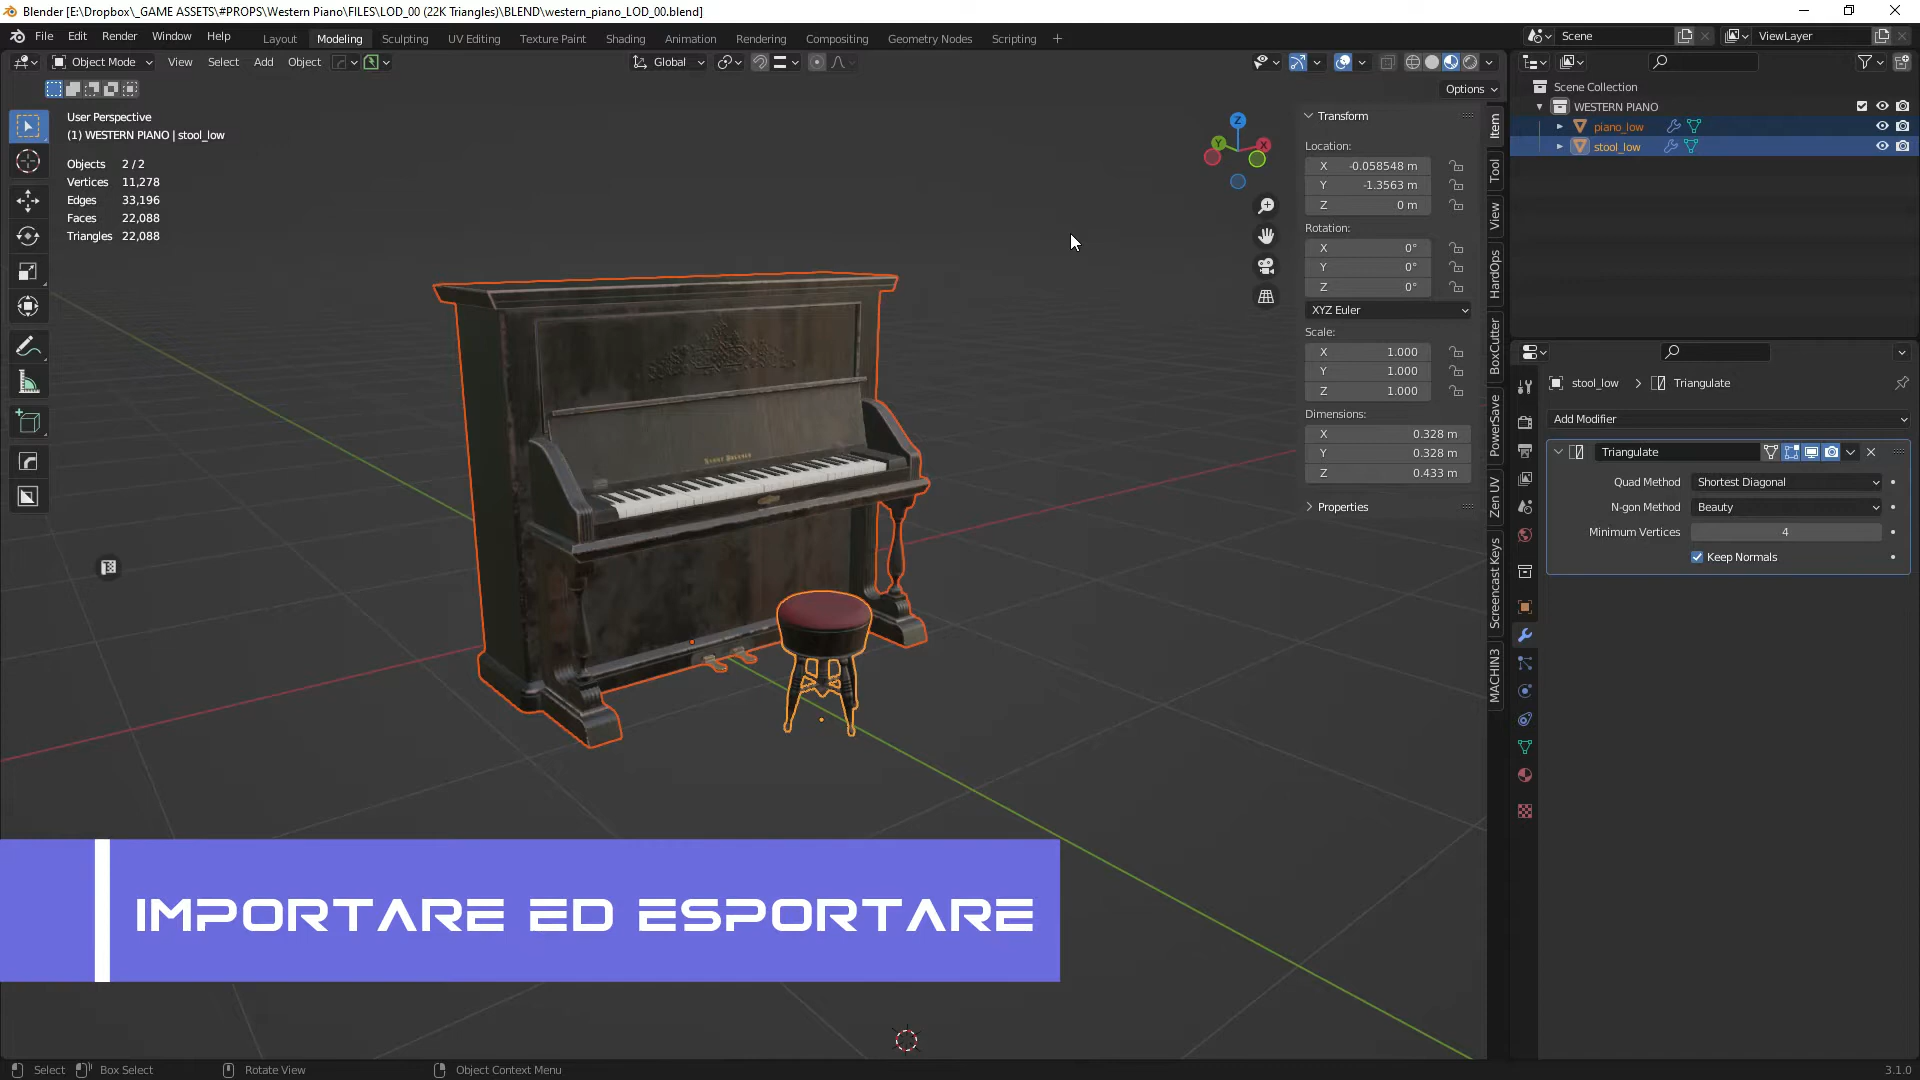 Blender [E:\Dropbox\_GAME ASSETS\#PROPS\Western Piano\FILES\LOD_00 (22K Triangles)\BLEND\western_piano_LOD_00.blend]
File Edit Render Window Help
Layout Modeling Sculpting UV Editing Texture Paint Shading Animation Rendering Compositing Geometry Nodes Scripting +
Scene
ViewLayer
Object Mode View Select Add Object
Global
Options
User Perspective
(1) WESTERN PIANO | stool_low
Objects 2 / 2
Vertices 11,278
Edges 33,196
Faces 22,088
Triangles 22,088
Z
Y
X
Transform
Location:
X -0.058548 m
Y -1.3563 m
Z 0 m
Rotation:
X 0°
Y 0°
Z 0°
XYZ Euler
Scale:
X 1.000
Y 1.000
Z 1.000
Dimensions:
X 0.328 m
Y 0.328 m
Z 0.433 m
Properties
Item
Tool
View
HardOps
BoxCutter
PowerSave
Zen UV
Screencast Keys
MACHIN3
Scene Collection
WESTERN PIANO
piano_low
stool_low
stool_low > Triangulate
Add Modifier
Triangulate
Quad Method Shortest Diagonal
N-gon Method Beauty
Minimum Vertices 4
Keep Normals
IMPORTARE ED ESPORTARE
Select Box Select Rotate View Object Context Menu
3.1.0